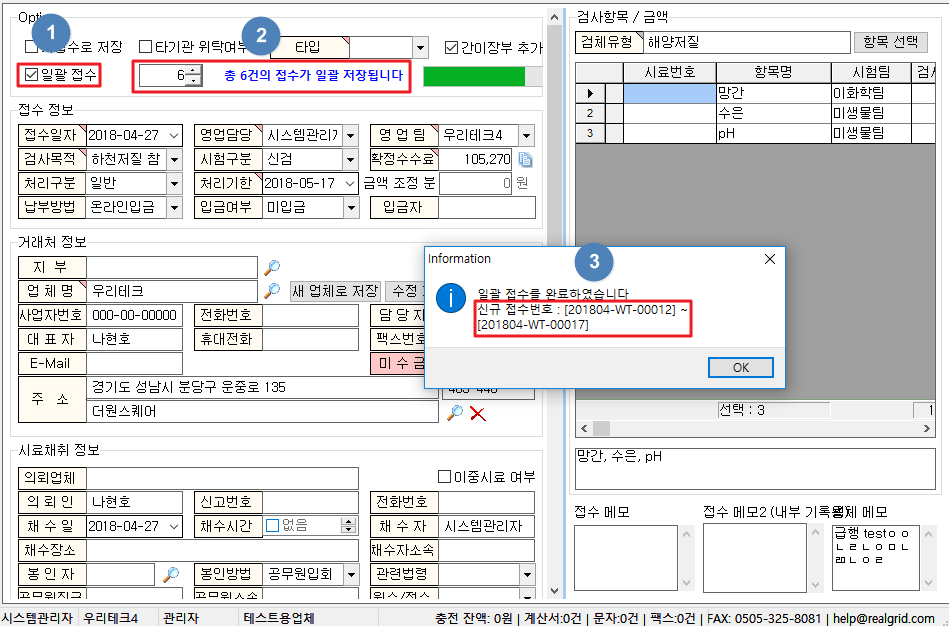 1
2
타기관 위탁여부
타입
간이장부 추가
일괄 접수
6
총 6건의 접수가 일괄 저장됩니다
접수 정보
접수일자 2018-04-27 영업담당 시스템관리자 영 업 팀 우리테크4
검사목적 하천저질 참 시험구분 신검 확정수수료 105,270
처리구분 일반 처리기한 2018-05-17 금액 조정 분 0 원
납부방법 온라인입금 입금여부 미입금 입금자
거래처 정보
지 부
업 체 명 우리테크 새 업체로 저장 수정
사업자번호 000-00-00000 전화번호
대 표 자 나현호 휴대전화 팩스번호
E-Mail 미 수 금
주 소 경기도 성남시 분당구 운중로 135
더원스퀘어
시료채취 정보
의뢰업체 이중시료 여부
의 뢰 인 나현호 신고번호 전화번호
채 수 일 2018-04-27 채수시간 없음 채 수 자 시스템관리자
채수장소 채수자소속
봉 인 자 봉인방법 공무원입회 관련법령
검사항목 / 금액
검체유형 해양저질 항목 선택
시료번호 항목명 시험팀
망간 이화학팀
2 수은 미생물팀
3 pH 미생물팀
Information
3
일괄 접수를 완료하였습니다
신규 접수번호 : [201804-WT-00012] ~
[201804-WT-00017]
OK
선택 : 3
망간, 수은, pH
접수 메모 접수 메모2 (내부 기록용) 업체 메모
급행 testㅇㅇ
시스템관리자 우리테크4 관리자 테스트용업체 충전 잔액: 0원 | 계산서:0건 | 문자:0건 | 팩스:0건 | FAX: 0505-325-8081 | help@realgrid.com